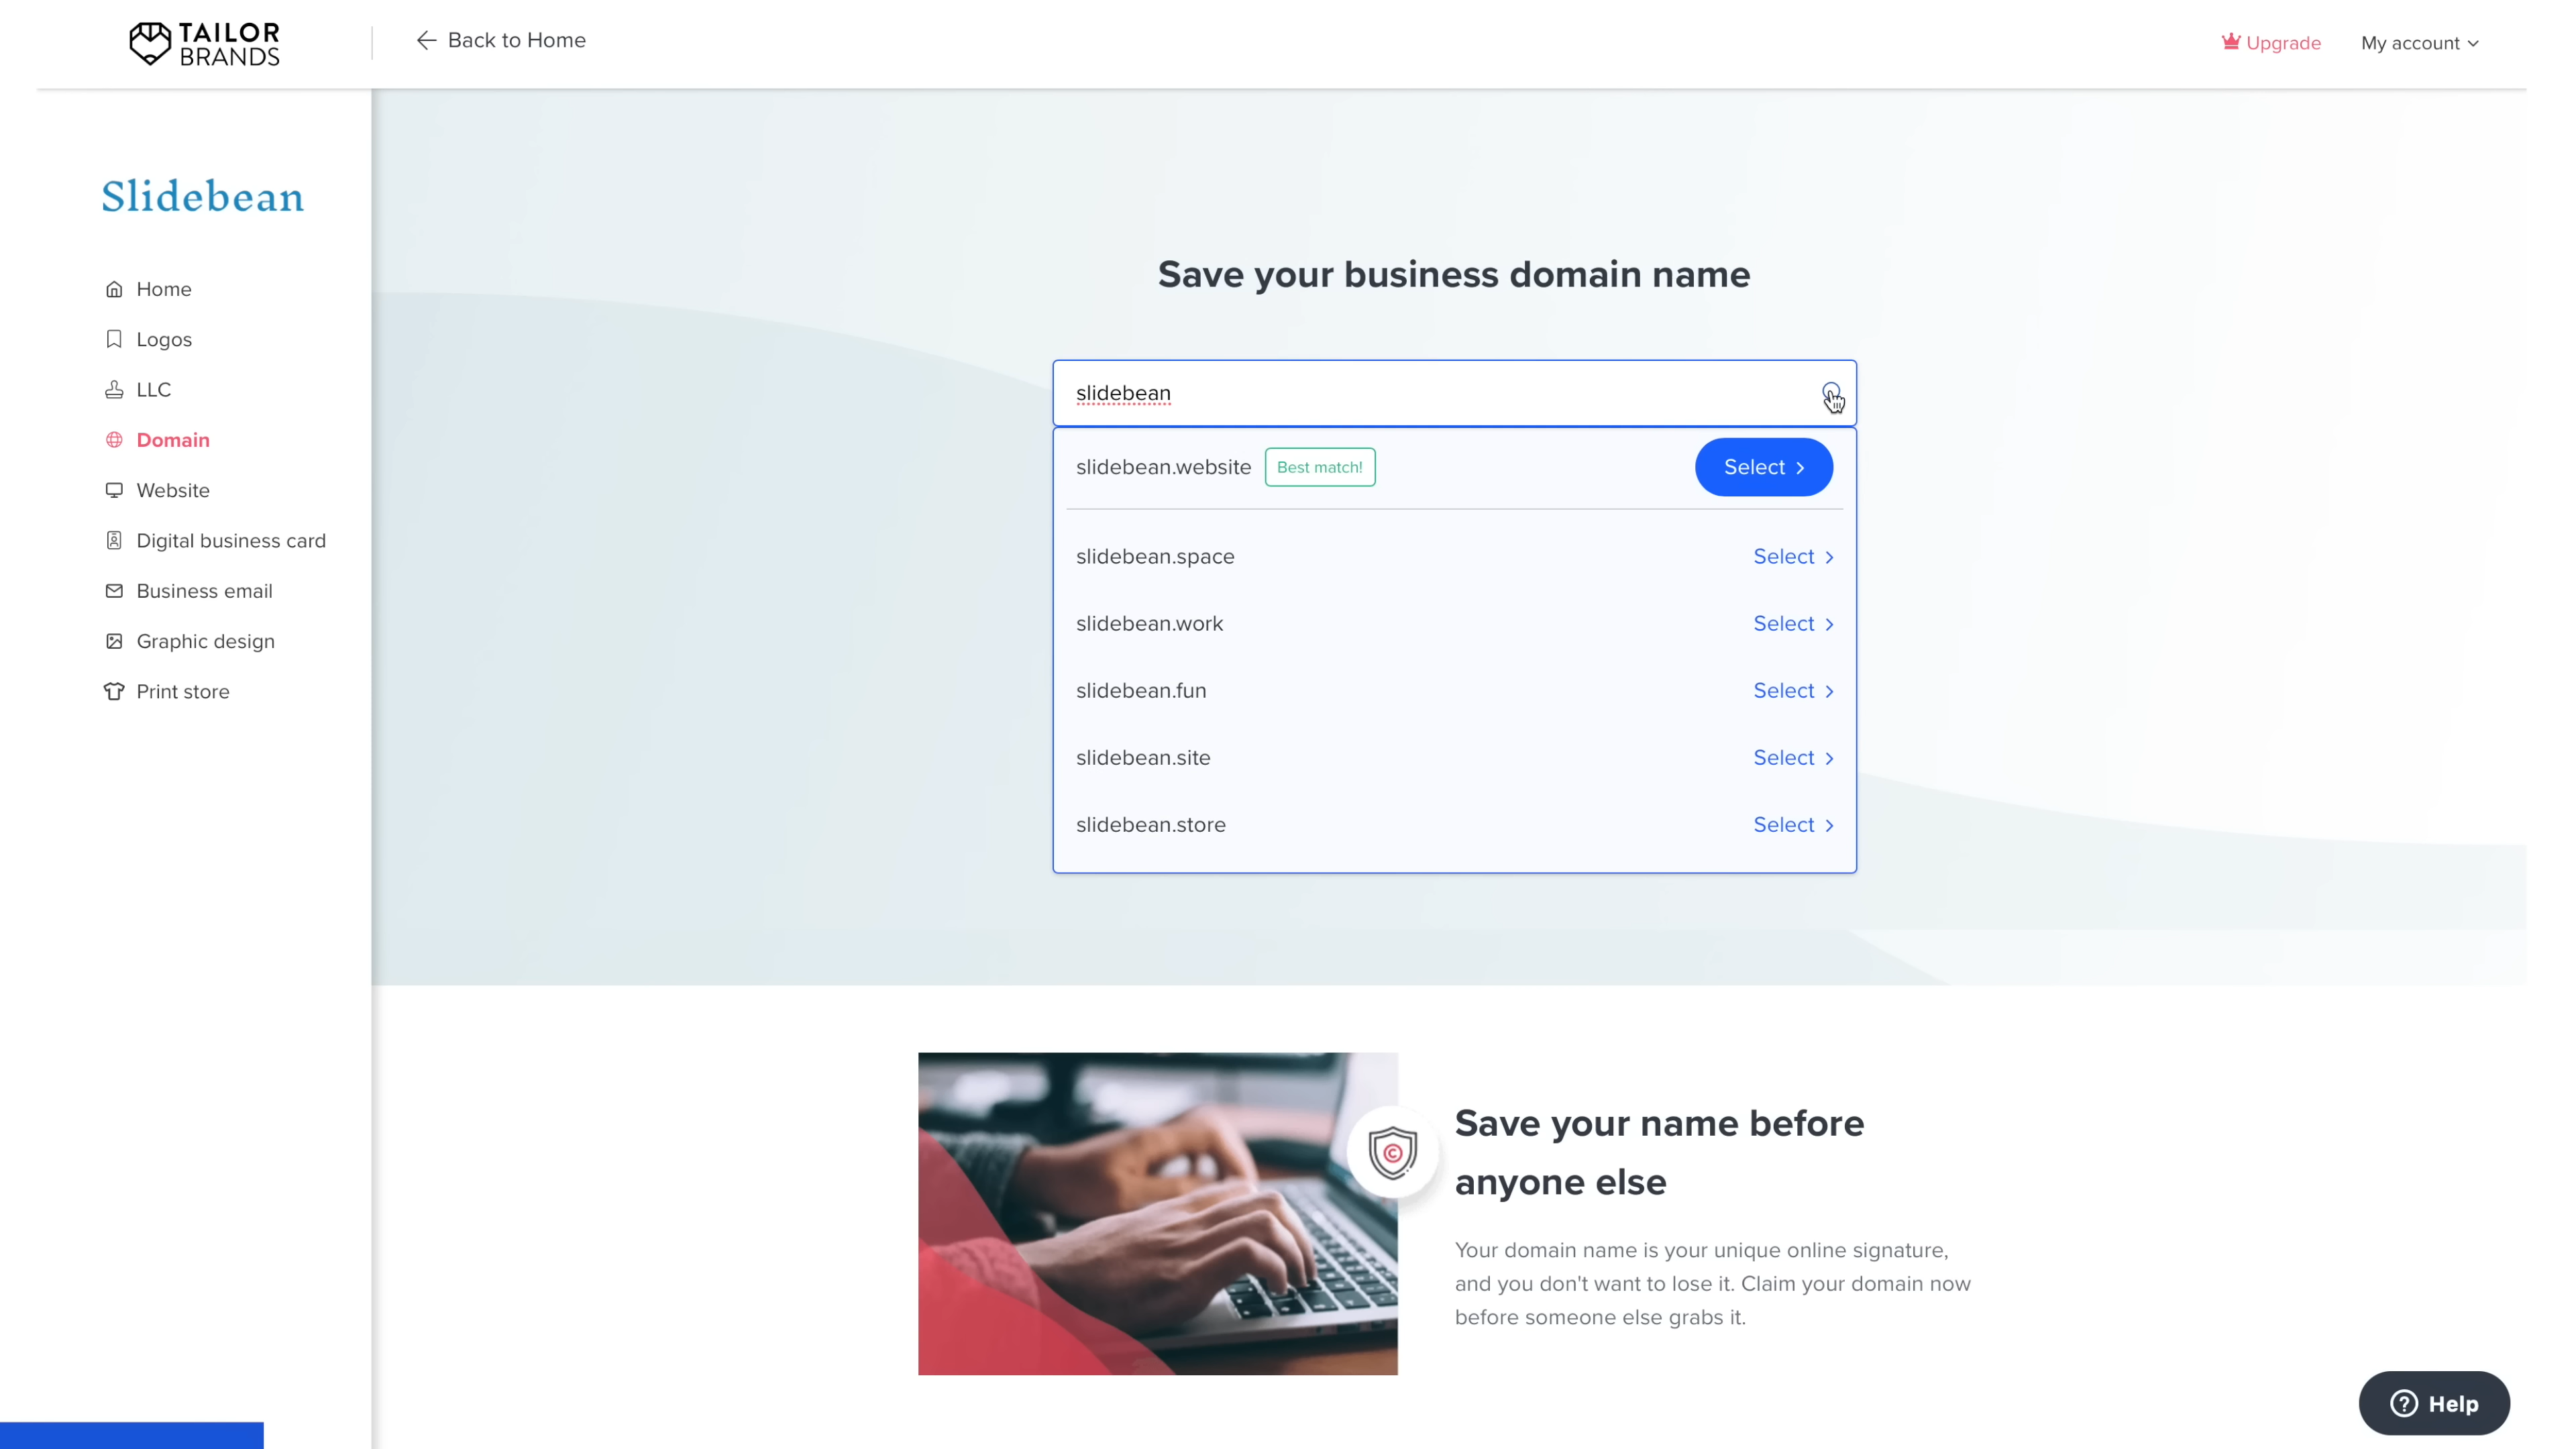 TAILOR
BRANDS
Back to Home
Upgrade
My account
Slidebean
Home
Logos
LLC
Domain
Website
Digital business card
Business email
Graphic design
Print store
Save your business domain name
slidebean
slidebean.website Best match! Select
slidebean.space Select
slidebean.work Select
slidebean.fun Select
slidebean.site Select
slidebean.store Select
Save your name before
anyone else
Your domain name is your unique online signature,
and you don't want to lose it. Claim your domain now
before someone else grabs it.
Help